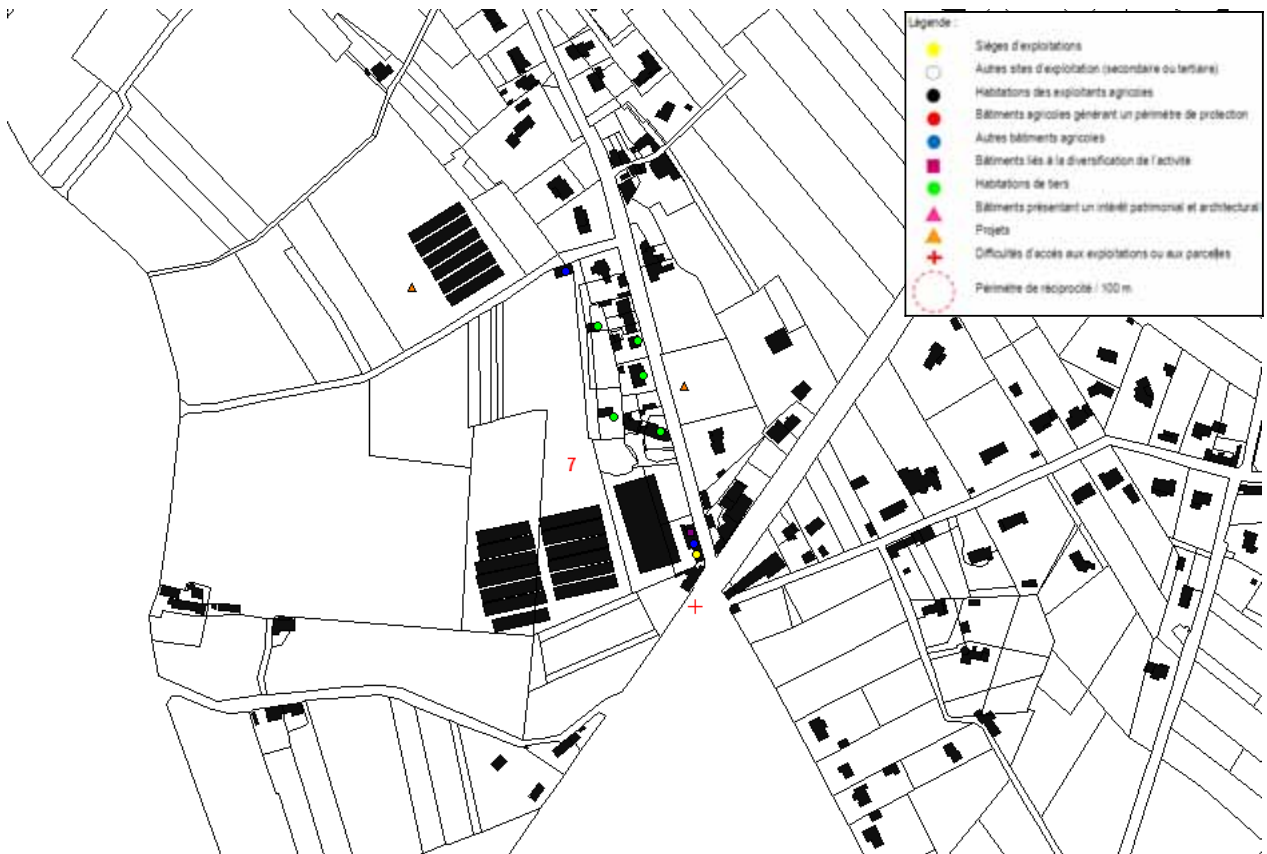 Légende :
Sièges d'exploitations
Autres sites d'exploitation (secondaire ou tertiaire)
Habitations des exploitants agricoles
Bâtiments agricoles générant un périmètre de protection
Autres bâtiments agricoles
Bâtiments liés à la diversification de l'activité
Habitations de tiers
Bâtiments présentant un intérêt patrimonial et architectural
Projets
Difficultés d'accès aux exploitations ou aux parcelles
Périmètre de réciprocité / 100 m
7